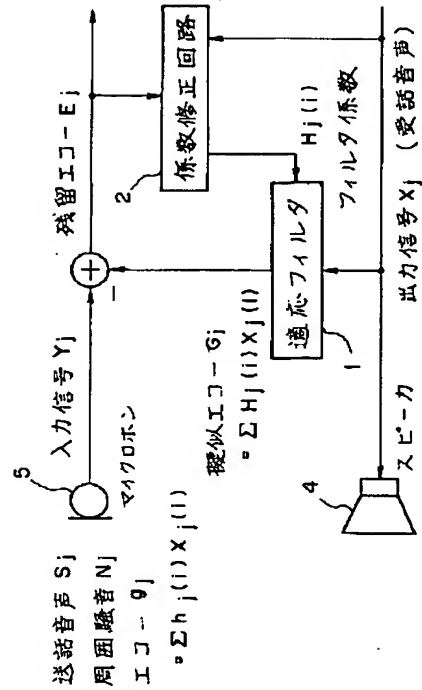 送話音声 Sj
周囲騒音 Nj
エコー gj
= Σ hj(i) Xj(i)
5
マイクロホン
入力信号 Yj
+
−
残留エコー Ej
2
係数修正回路
擬似エコー Gj
= Σ Hj(i) Xj(i)
Hj(i)
フィルタ係数
適応フィルタ
1
4
スピーカ
出力信号 Xj (受話音声)